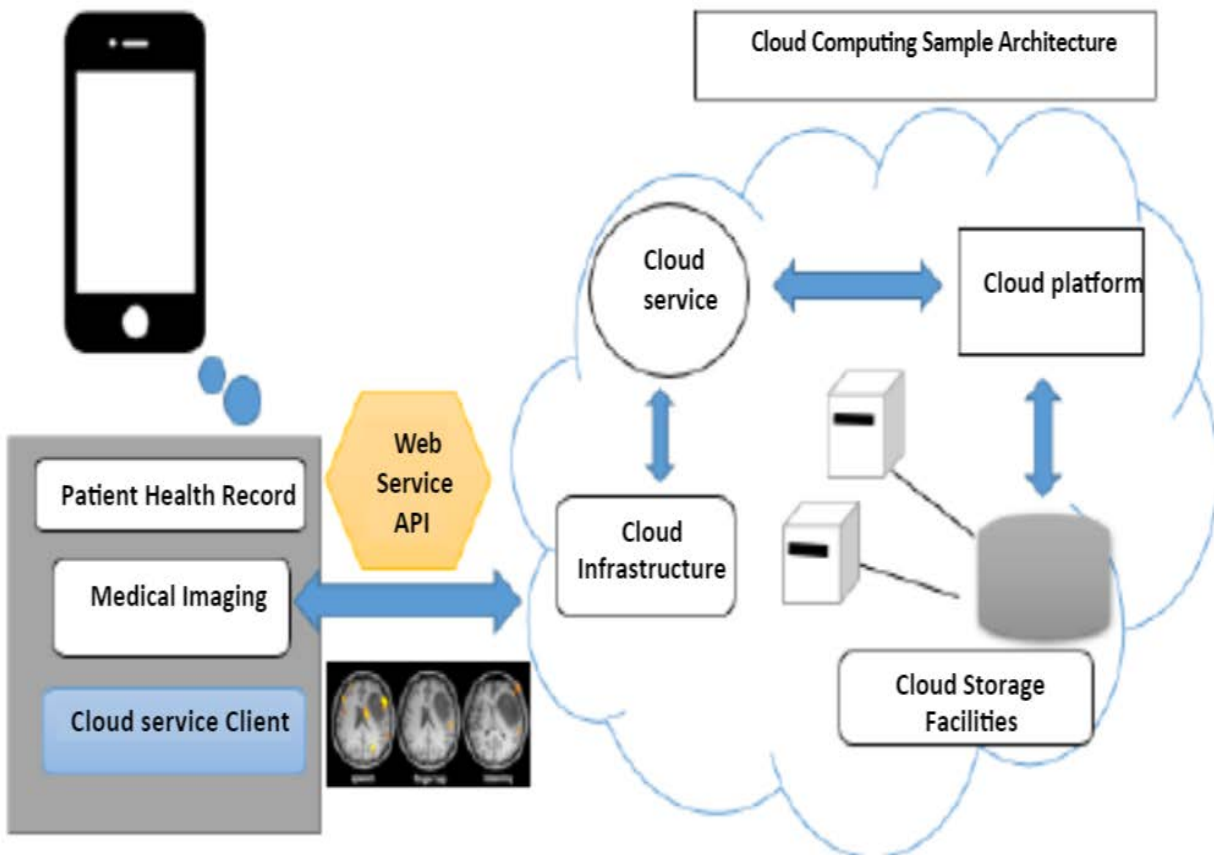 Cloud Computing Sample Architecture
Cloud
service
Cloud platform
Web
Service
API
Patient Health Record
Medical Imaging
Cloud service Client
Cloud
Infrastructure
Cloud Storage
Facilities